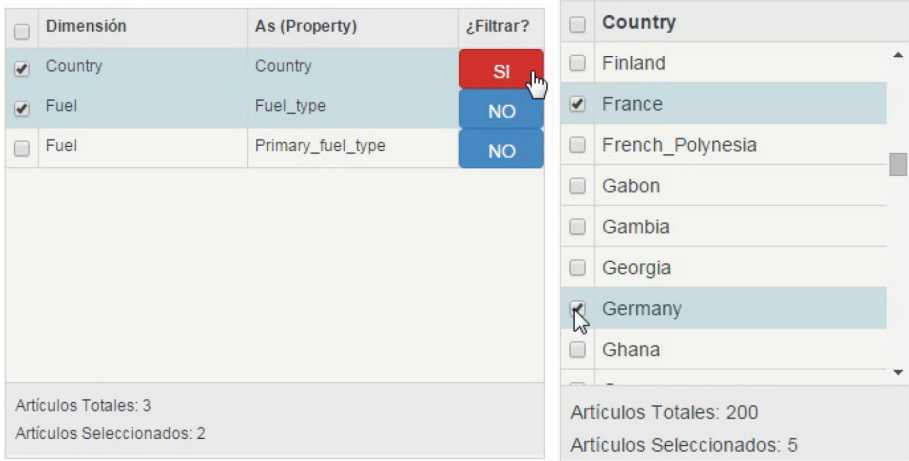 Dimensión As (Property) ¿Filtrar?
Country Country SI
Fuel Fuel_type NO
Fuel Primary_fuel_type NO
Artículos Totales: 3
Artículos Seleccionados: 2
Country
Finland
France
French_Polynesia
Gabon
Gambia
Georgia
Germany
Ghana
Artículos Totales: 200
Artículos Seleccionados: 5